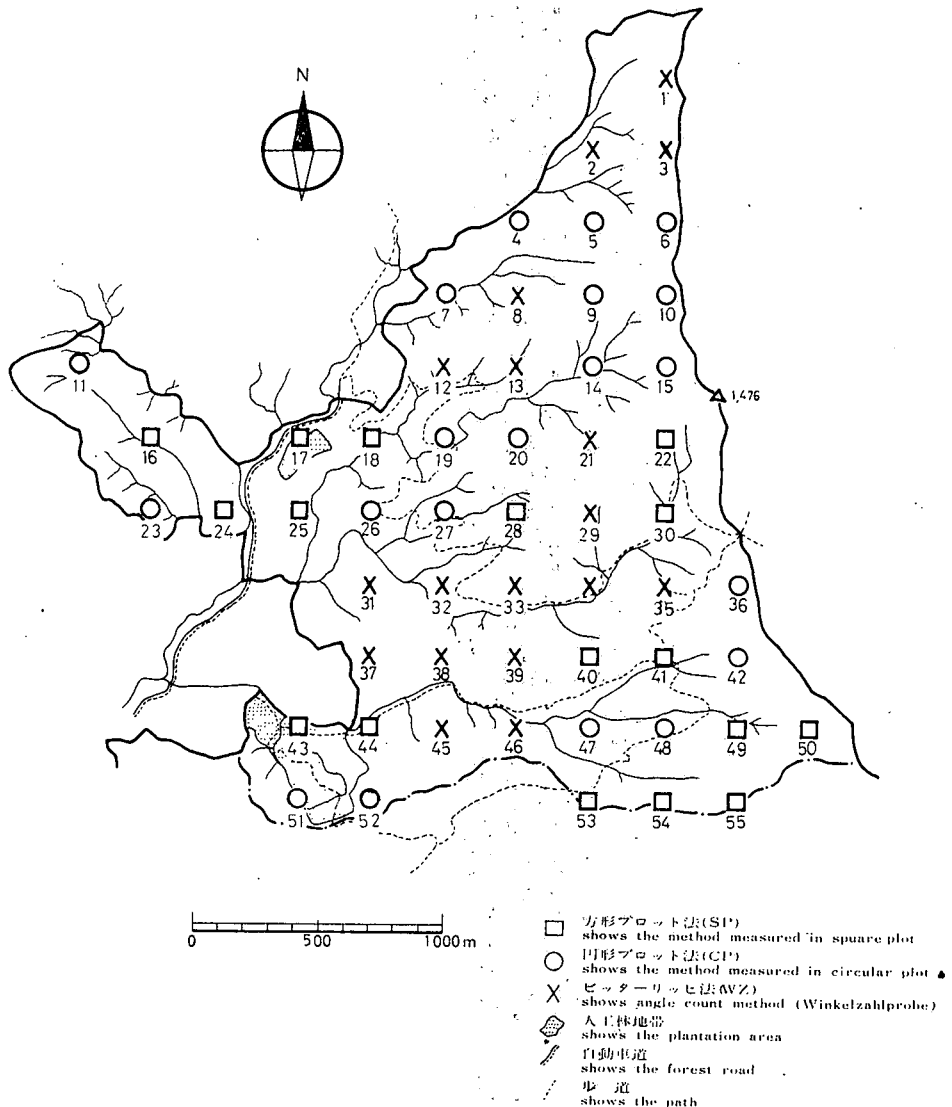 N
1
2 3
4 5 6
7 8 9 10
11 12 13 14 15
1,476
16 17 18 19 20 21 22
23 24 25 26 27 28 29 30
31 32 33 35 36
37 38 39 40 41 42
43 44 45 46 47 48 49 50
51 52 53 54 55
0 500 1000m
方形プロット法(SP)
shows the method measured in spuare plot
円形プロット法(CP)
shows the method measured in circular plot
ビッターリッヒ法(WZ)
shows angle count method (Winkelzahlprobe)
人工林地帯
shows the plantation area
自動車道
shows the forest road
歩 道
shows the path